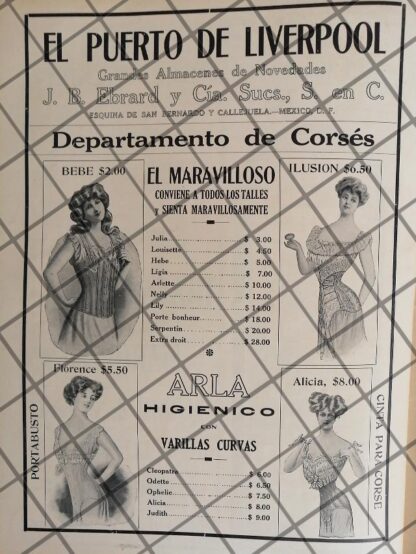 EL PUERTO DE LIVERPOOL
Grandes Almacenes de Novedades
J. B. Ebrard y Cía. Sucs., S. en C.
ESQUINA DE SAN BERNARDO Y CALLEJUELA.—MEXICO, D. F.
Departamento de Corsés
BEBE $2.00
EL MARAVILLOSO
CONVIENE A TODOS LOS TALLES
y SIENTA MARAVILLOSAMENTE
Julia $ 3.00
Louisette $ 4.50
Hebe $ 5.00
Ligia $ 7.00
Arlette $ 10.00
Nelly $ 12.00
Lily $ 14.00
Porte bonheur $ 18.00
Serpentin $ 20.00
Extra droit $ 28.00
ILUSION $6.50
Florence $5.50
PORTABUSTO
ARLA
HIGIENICO
CON
VARILLAS CURVAS
Cleopatra $ 6.00
Odette $ 6.50
Ophelie $ 7.50
Alicia $ 8.00
Judith $ 9.00
Alicia, $8.00
CINTA PARA CORSE